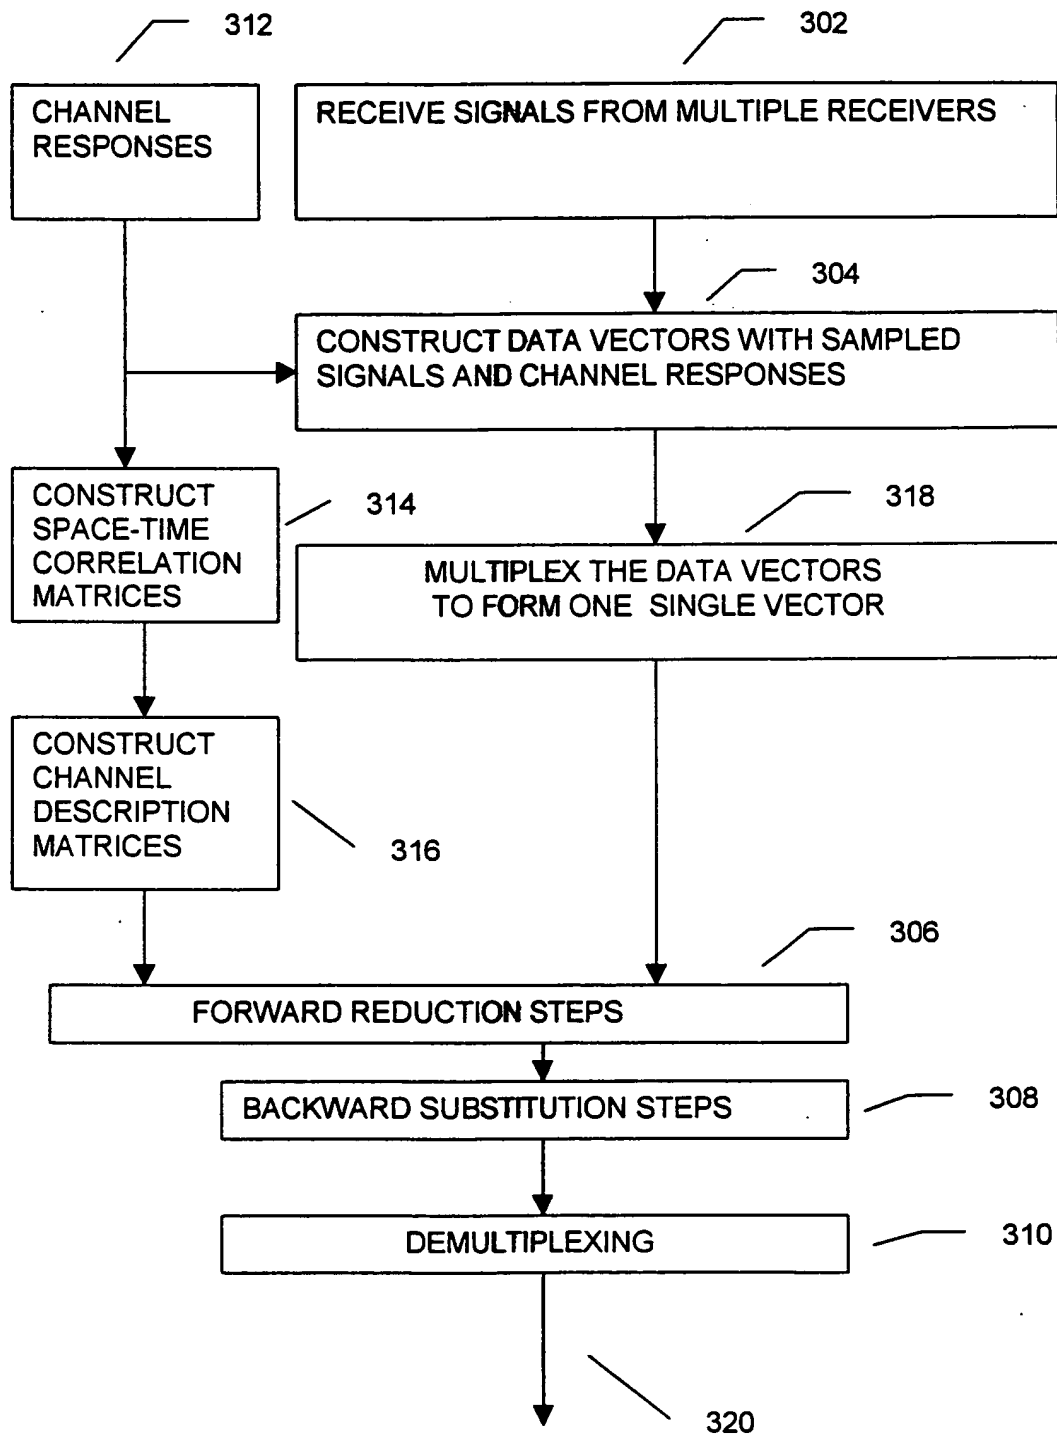 312
302
CHANNEL
RESPONSES
RECEIVE SIGNALS FROM MULTIPLE RECEIVERS
304
CONSTRUCT DATA VECTORS WITH SAMPLED
SIGNALS AND CHANNEL RESPONSES
CONSTRUCT
SPACE-TIME
CORRELATION
MATRICES
314
318
MULTIPLEX THE DATA VECTORS
TO FORM ONE SINGLE VECTOR
CONSTRUCT
CHANNEL
DESCRIPTION
MATRICES
316
306
FORWARD REDUCTION STEPS
BACKWARD SUBSTITUTION STEPS
308
DEMULTIPLEXING
310
320